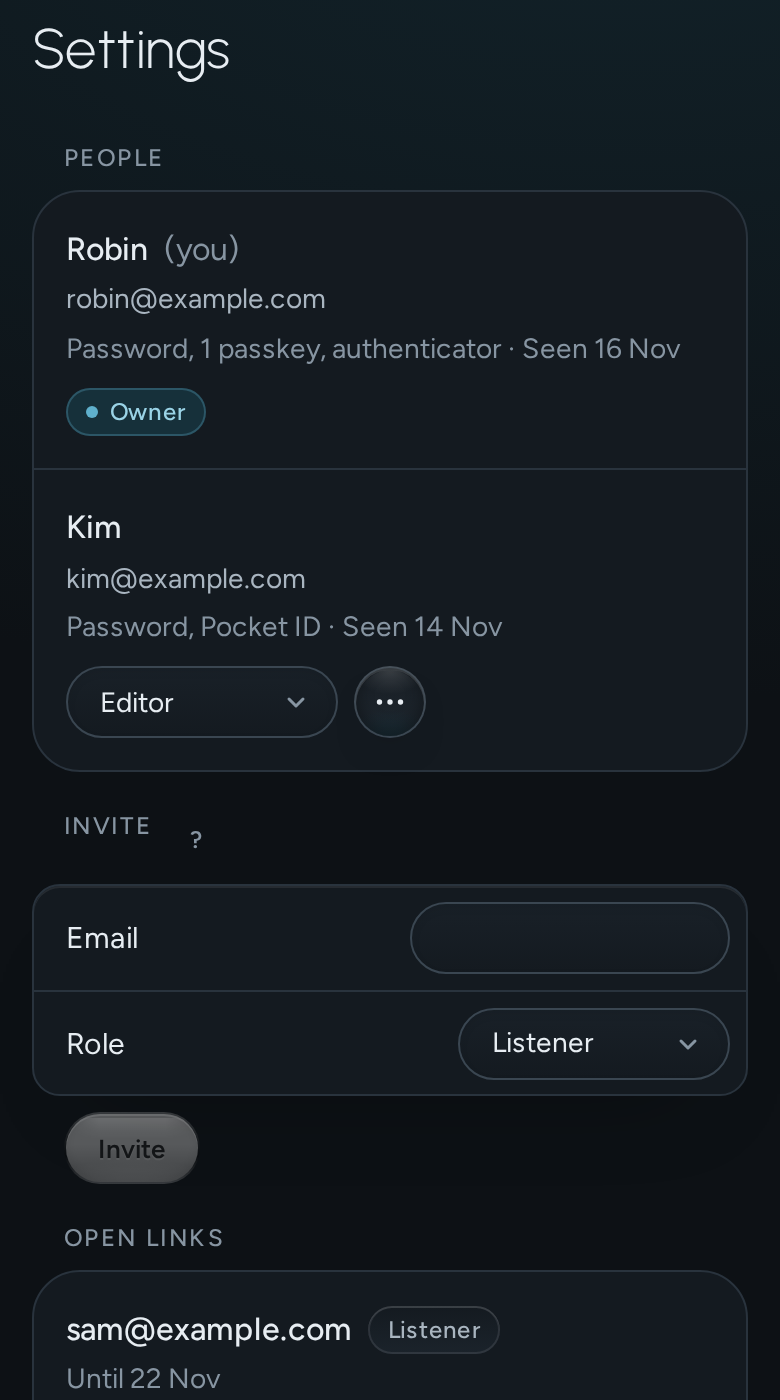 Settings
PEOPLE
Robin (you)
robin@example.com
Password, 1 passkey, authenticator · Seen 16 Nov
Owner
Kim
kim@example.com
Password, Pocket ID · Seen 14 Nov
Editor
INVITE ?
Email
Role Listener
Invite
OPEN LINKS
sam@example.com Listener
Until 22 Nov